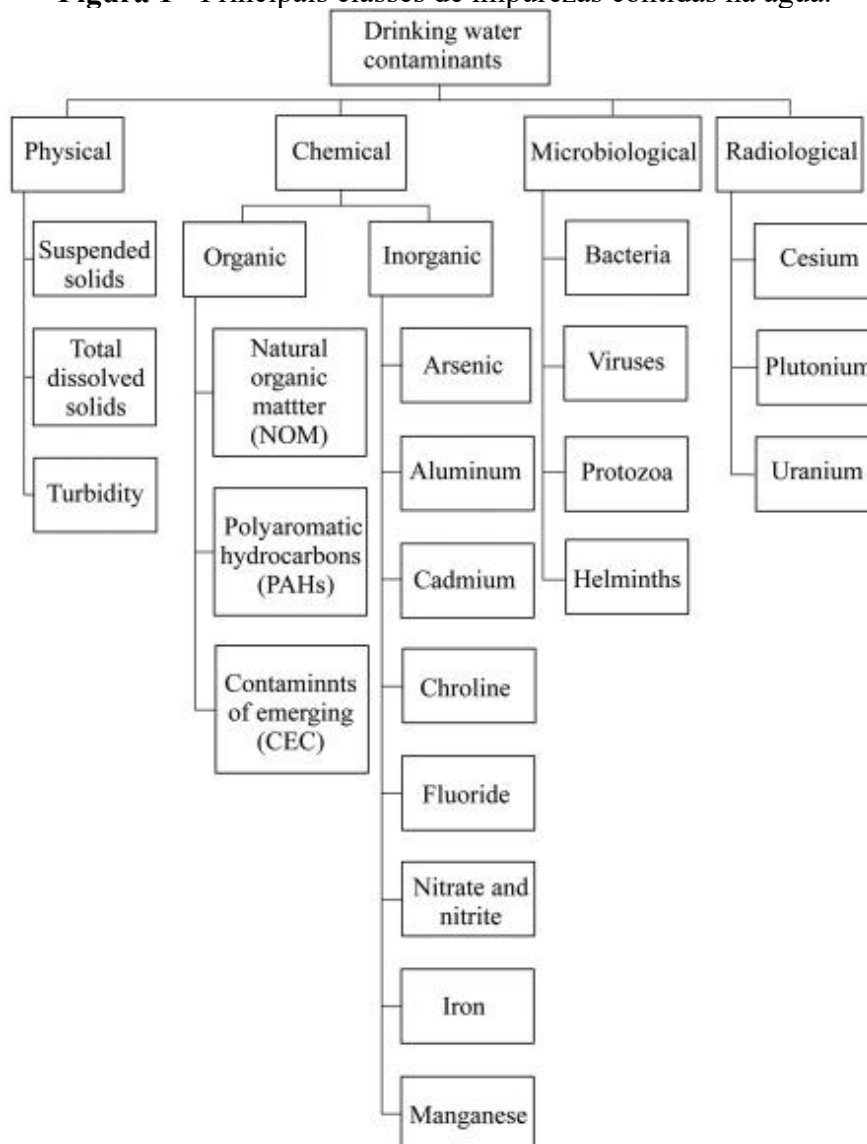 Figura 1 - Principais classes de impurezas contidas na água.
Drinking water
contaminants
Physical
Chemical
Microbiological
Radiological
Suspended
solids
Total
dissolved
solids
Turbidity
Organic
Inorganic
Natural
organic
mattter
(NOM)
Polyaromatic
hydrocarbons
(PAHs)
Contaminnts
of emerging
(CEC)
Arsenic
Aluminum
Cadmium
Chroline
Fluoride
Nitrate and
nitrite
Iron
Manganese
Bacteria
Viruses
Protozoa
Helminths
Cesium
Plutonium
Uranium